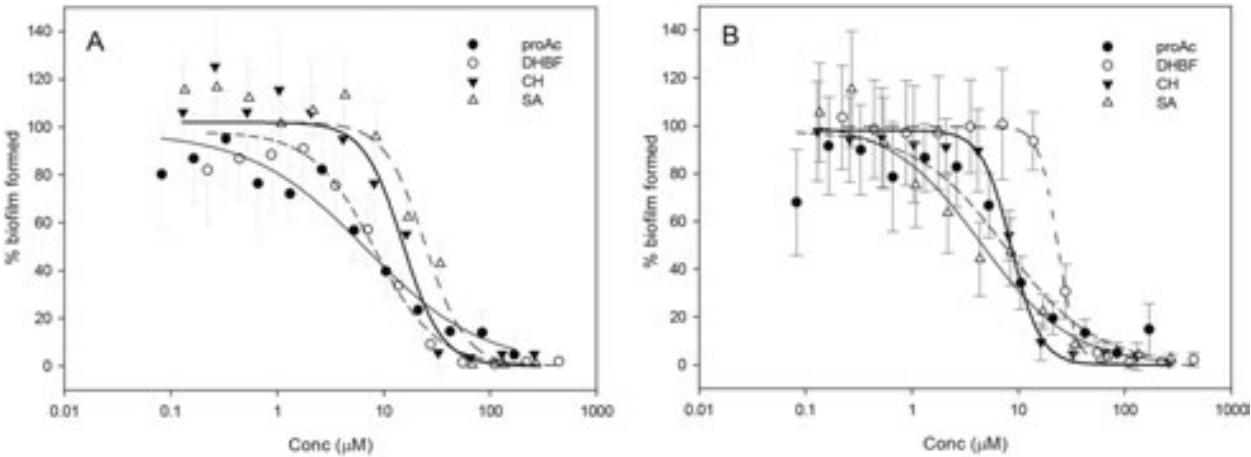 A
B
proAc
DHBF
CH
SA
proAc
DHBF
CH
SA
% biofilm formed
140
120
100
80
60
40
20
0
0.01 0.1 1 10 100 1000
Conc (μM)
% biofilm formed
140
120
100
80
60
40
20
0
0.01 0.1 1 10 100 1000
Conc (μM)